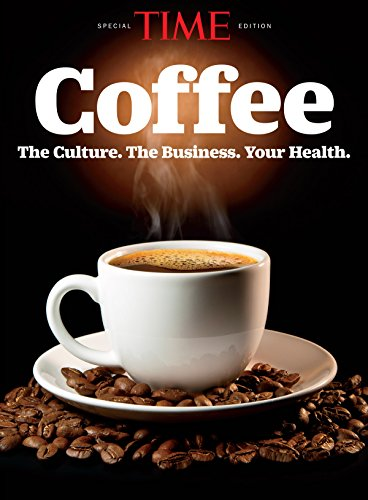 SPECIAL TIME EDITION
Coffee
The Culture. The Business. Your Health.